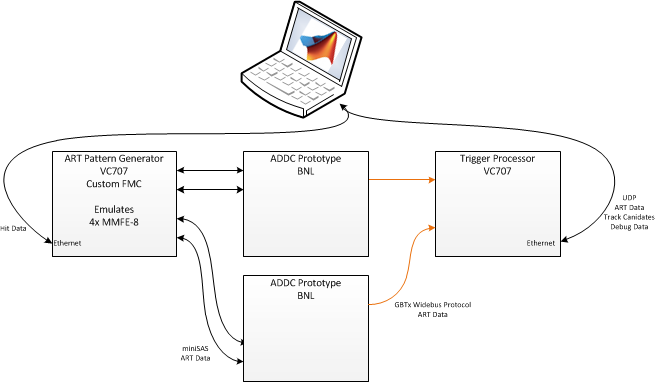 ART Pattern Generator
VC707
Custom FMC
Emulates
4x MMFE-8
Ethernet
Hit Data
ADDC Prototype
BNL
Trigger Processor
VC707
Ethernet
UDP
ART Data
Track Canidates
Debug Data
ADDC Prototype
BNL
GBTx Widebus Protocol
ART Data
miniSAS
ART Data